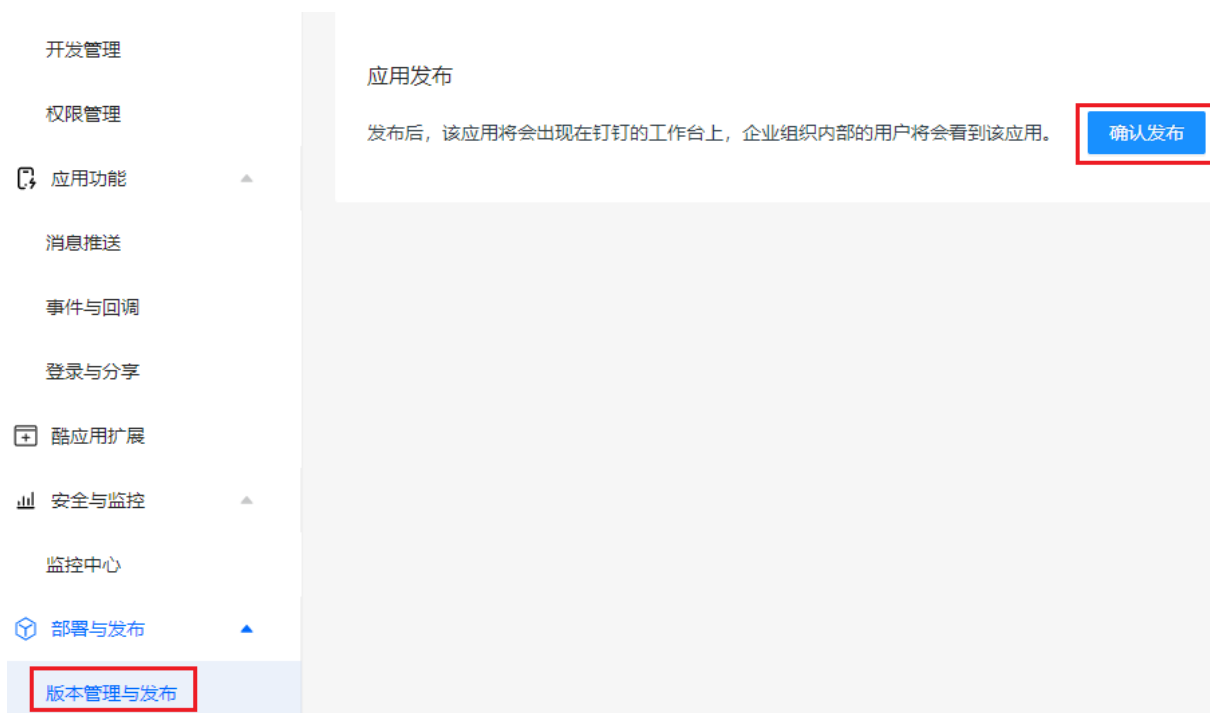 开发管理
权限管理
应用功能
消息推送
事件与回调
登录与分享
酷应用扩展
安全与监控
监控中心
部署与发布
版本管理与发布
应用发布
发布后，该应用将会出现在钉钉的工作台上，企业组织内部的用户将会看到该应用。
确认发布